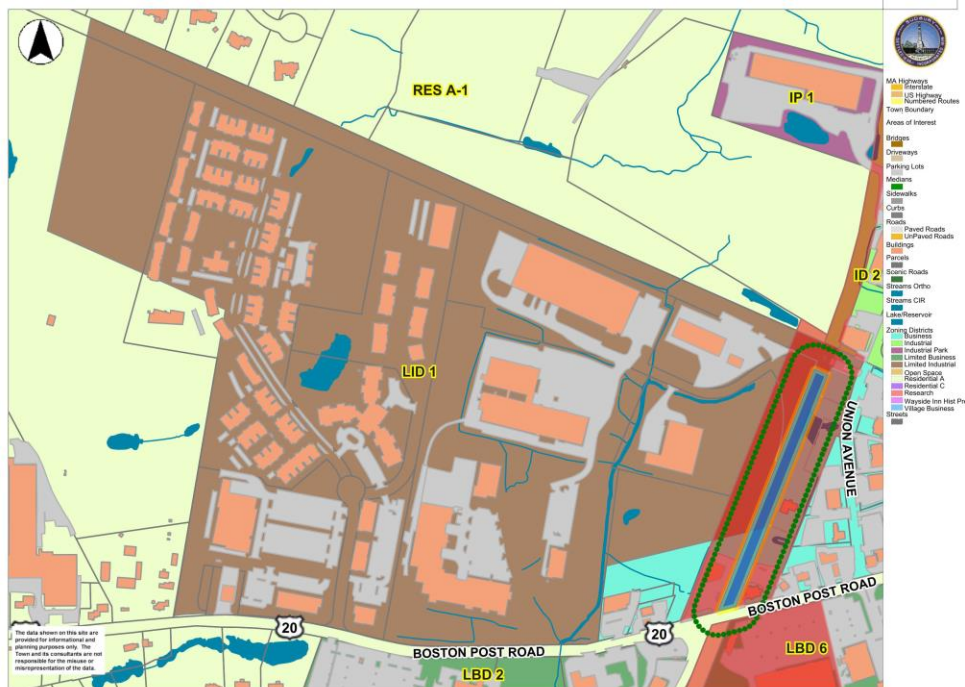 RES A-1
IP 1
ID 2
LID 1
UNION AVENUE
BOSTON POST ROAD
20
20
BOSTON POST ROAD
LBD 2
LBD 6
The data shown on this site are
provided for informational and
planning purposes only. The
Town and its consultants are not
responsible for the misuse or
misrepresentation of the data.
MA Highways
Interstate
US Highway
Numbered Routes
Town Boundary
Areas of Interest
Bridges
Driveways
Parking Lots
Medians
Sidewalks
Curbs
Roads
Paved Roads
UnPaved Roads
Buildings
Parcels
Scenic Roads
Streams Ortho
Streams CIR
Lake/Reservoir
Zoning Districts
Business
Industrial
Industrial Park
Limited Business
Limited Industrial
Open Space
Residential A
Residential C
Research
Wayside Inn Hist Pre
Village Business
Streets